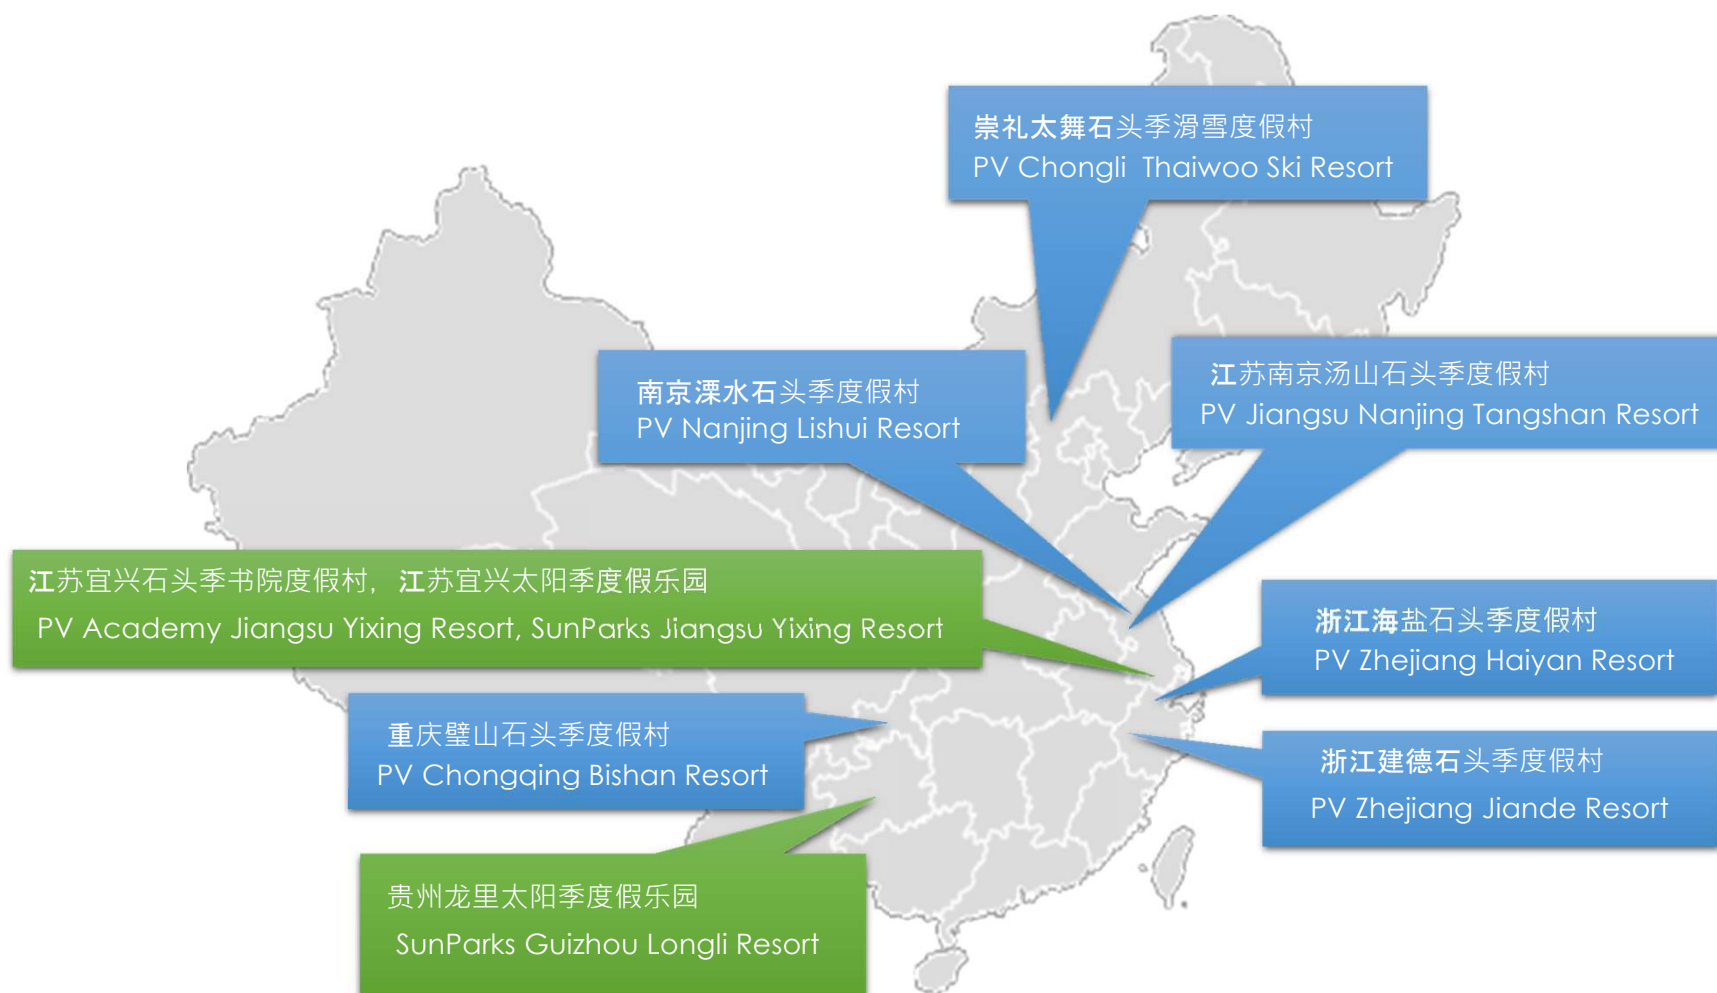 崇礼太舞石头季滑雪度假村
PV Chongli Thaiwoo Ski Resort
南京溧水石头季度假村
PV Nanjing Lishui Resort
江苏南京汤山石头季度假村
PV Jiangsu Nanjing Tangshan Resort
江苏宜兴石头季书院度假村，江苏宜兴太阳季度假乐园
PV Academy Jiangsu Yixing Resort, SunParks Jiangsu Yixing Resort
浙江海盐石头季度假村
PV Zhejiang Haiyan Resort
重庆璧山石头季度假村
PV Chongqing Bishan Resort
浙江建德石头季度假村
PV Zhejiang Jiande Resort
贵州龙里太阳季度假乐园
SunParks Guizhou Longli Resort